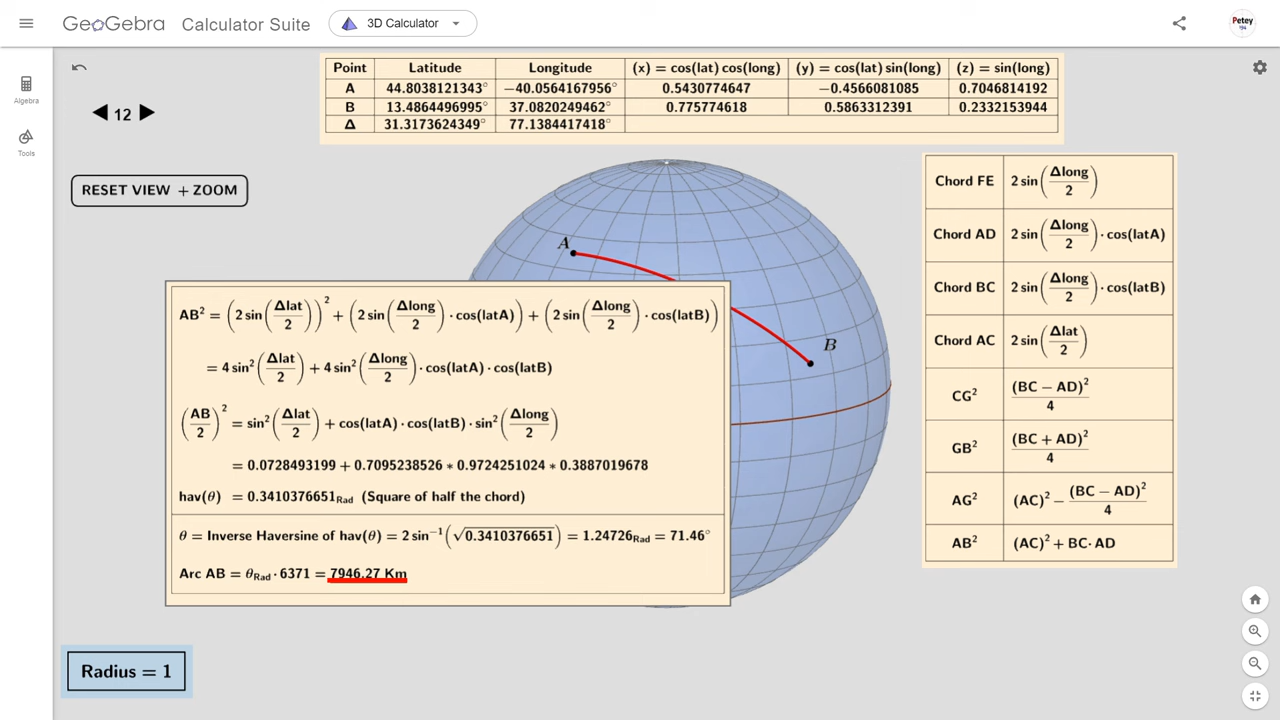 GeoGebra Calculator Suite 3D Calculator Petey 194
Algebra
Tools
12
RESET VIEW + ZOOM
Point Latitude Longitude (x) = cos(lat) cos(long) (y) = cos(lat) sin(long) (z) = sin(long)
A 44.8038121343° −40.0564167956° 0.5430774647 −0.4566081085 0.7046814192
B 13.4864496995° 37.0820249462° 0.775774618 0.5863312391 0.2332153944
Δ 31.3173624349° 77.1384417418°
A
B
AB² = (2 sin(Δlat/2))² + (2 sin(Δlong/2) · cos(latA)) + (2 sin(Δlong/2) · cos(latB))
= 4 sin²(Δlat/2) + 4 sin²(Δlong/2) · cos(latA) · cos(latB)
(AB/2)² = sin²(Δlat/2) + cos(latA) · cos(latB) · sin²(Δlong/2)
= 0.0728493199 + 0.7095238526 * 0.9724251024 * 0.3887019678
hav(θ) = 0.3410376651Rad (Square of half the chord)
θ = Inverse Haversine of hav(θ) = 2 sin⁻¹(√0.3410376651) = 1.24726Rad = 71.46°
Arc AB = θRad · 6371 = 7946.27 Km
Chord FE 2 sin(Δlong/2)
Chord AD 2 sin(Δlong/2) · cos(latA)
Chord BC 2 sin(Δlong/2) · cos(latB)
Chord AC 2 sin(Δlat/2)
CG² (BC − AD)²/4
GB² (BC + AD)²/4
AG² (AC)² − (BC − AD)²/4
AB² (AC)² + BC · AD
Radius = 1